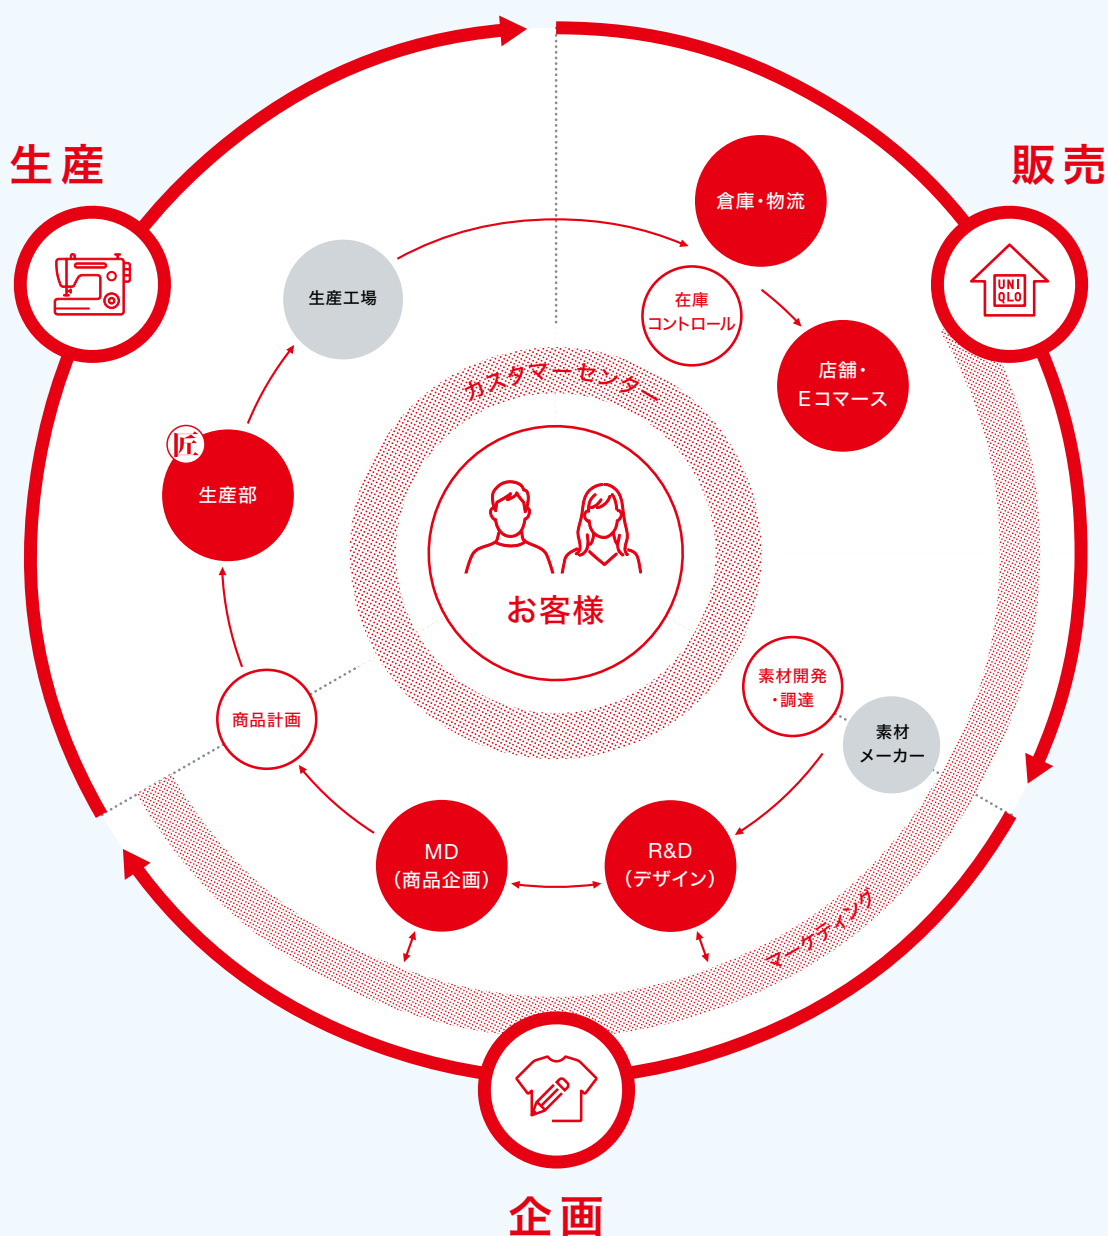 生産
販売
倉庫・物流
生産工場
在庫
コントロール
UNI
QLO
店舗・
Eコマース
カスタマーセンター
匠
生産部
お客様
素材開発
・調達
商品計画
素材
メーカー
MD
（商品企画）
R&D
（デザイン）
マーケティング
企画